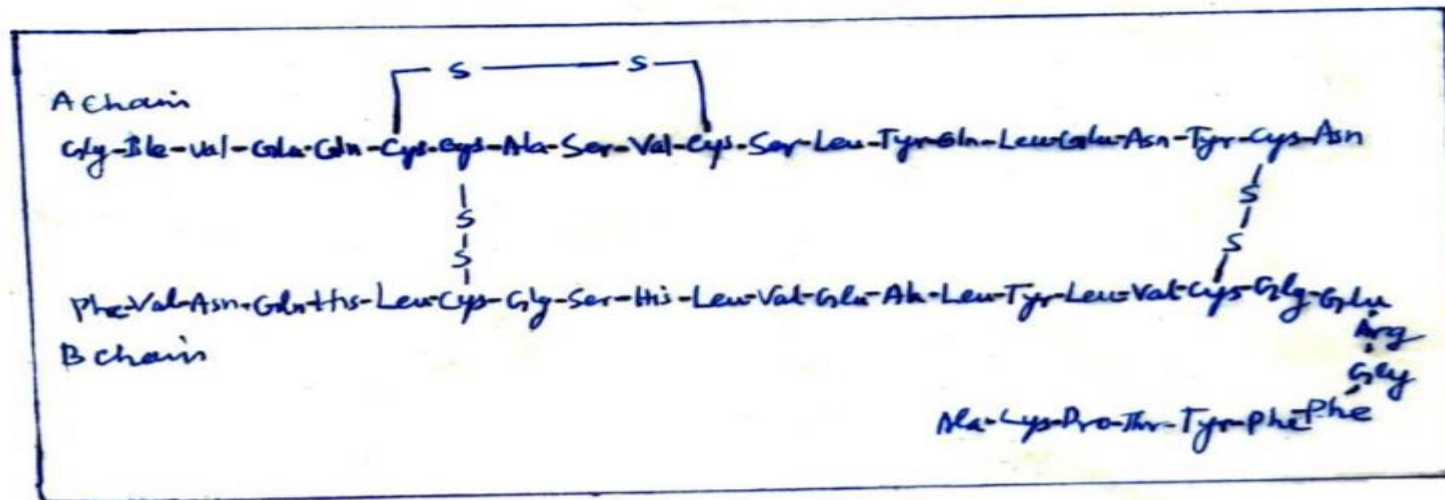 S S
A Chain
Gly-Ile-Val-Glu-Gln-Cys-Cys-Ala-Ser-Val-Cys-Ser-Leu-Tyr-Gln-Leu-Glu-Asn-Tyr-Cys-Asn
S S
S S
Phe-Val-Asn-Gln-His-Leu-Cys-Gly-Ser-His-Leu-Val-Glu-Ala-Leu-Tyr-Leu-Val-Cys-Gly-Glu
B chain
Arg
Gly
Ala-Lys-Pro-Thr-Tyr-Phe-Phe